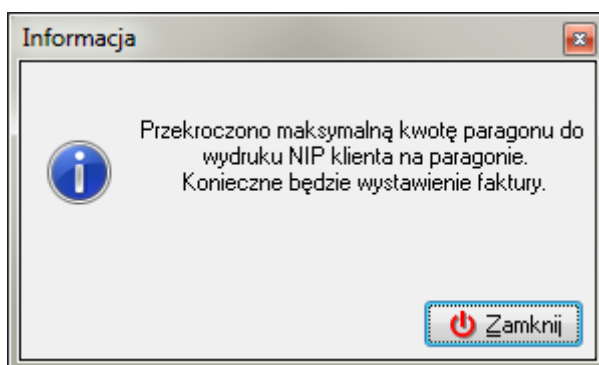 Informacja
Przekroczono maksymalną kwotę paragonu do
wydruku NIP klienta na paragonie.
Konieczne będzie wystawienie faktury.
Zamknij